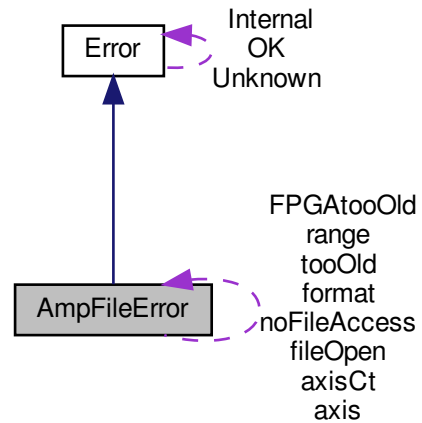 Error
Internal
OK
Unknown
AmpFileError
FPGAtooOld
range
tooOld
format
noFileAccess
fileOpen
axisCt
axis